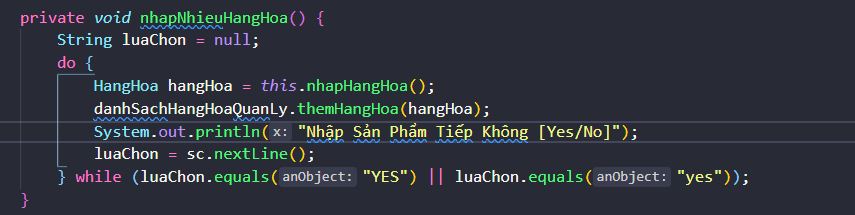 private void nhapNhieuHangHoa() {
String luaChon = null;
do {
HangHoa hangHoa = this.nhapHangHoa();
danhSachHangHoaQuanLy.themHangHoa(hangHoa);
System.out.println(x: "Nhập Sản Phẩm Tiếp Không [Yes/No]");
luaChon = sc.nextLine();
} while (luaChon.equals(anObject: "YES") || luaChon.equals(anObject: "yes"));
}